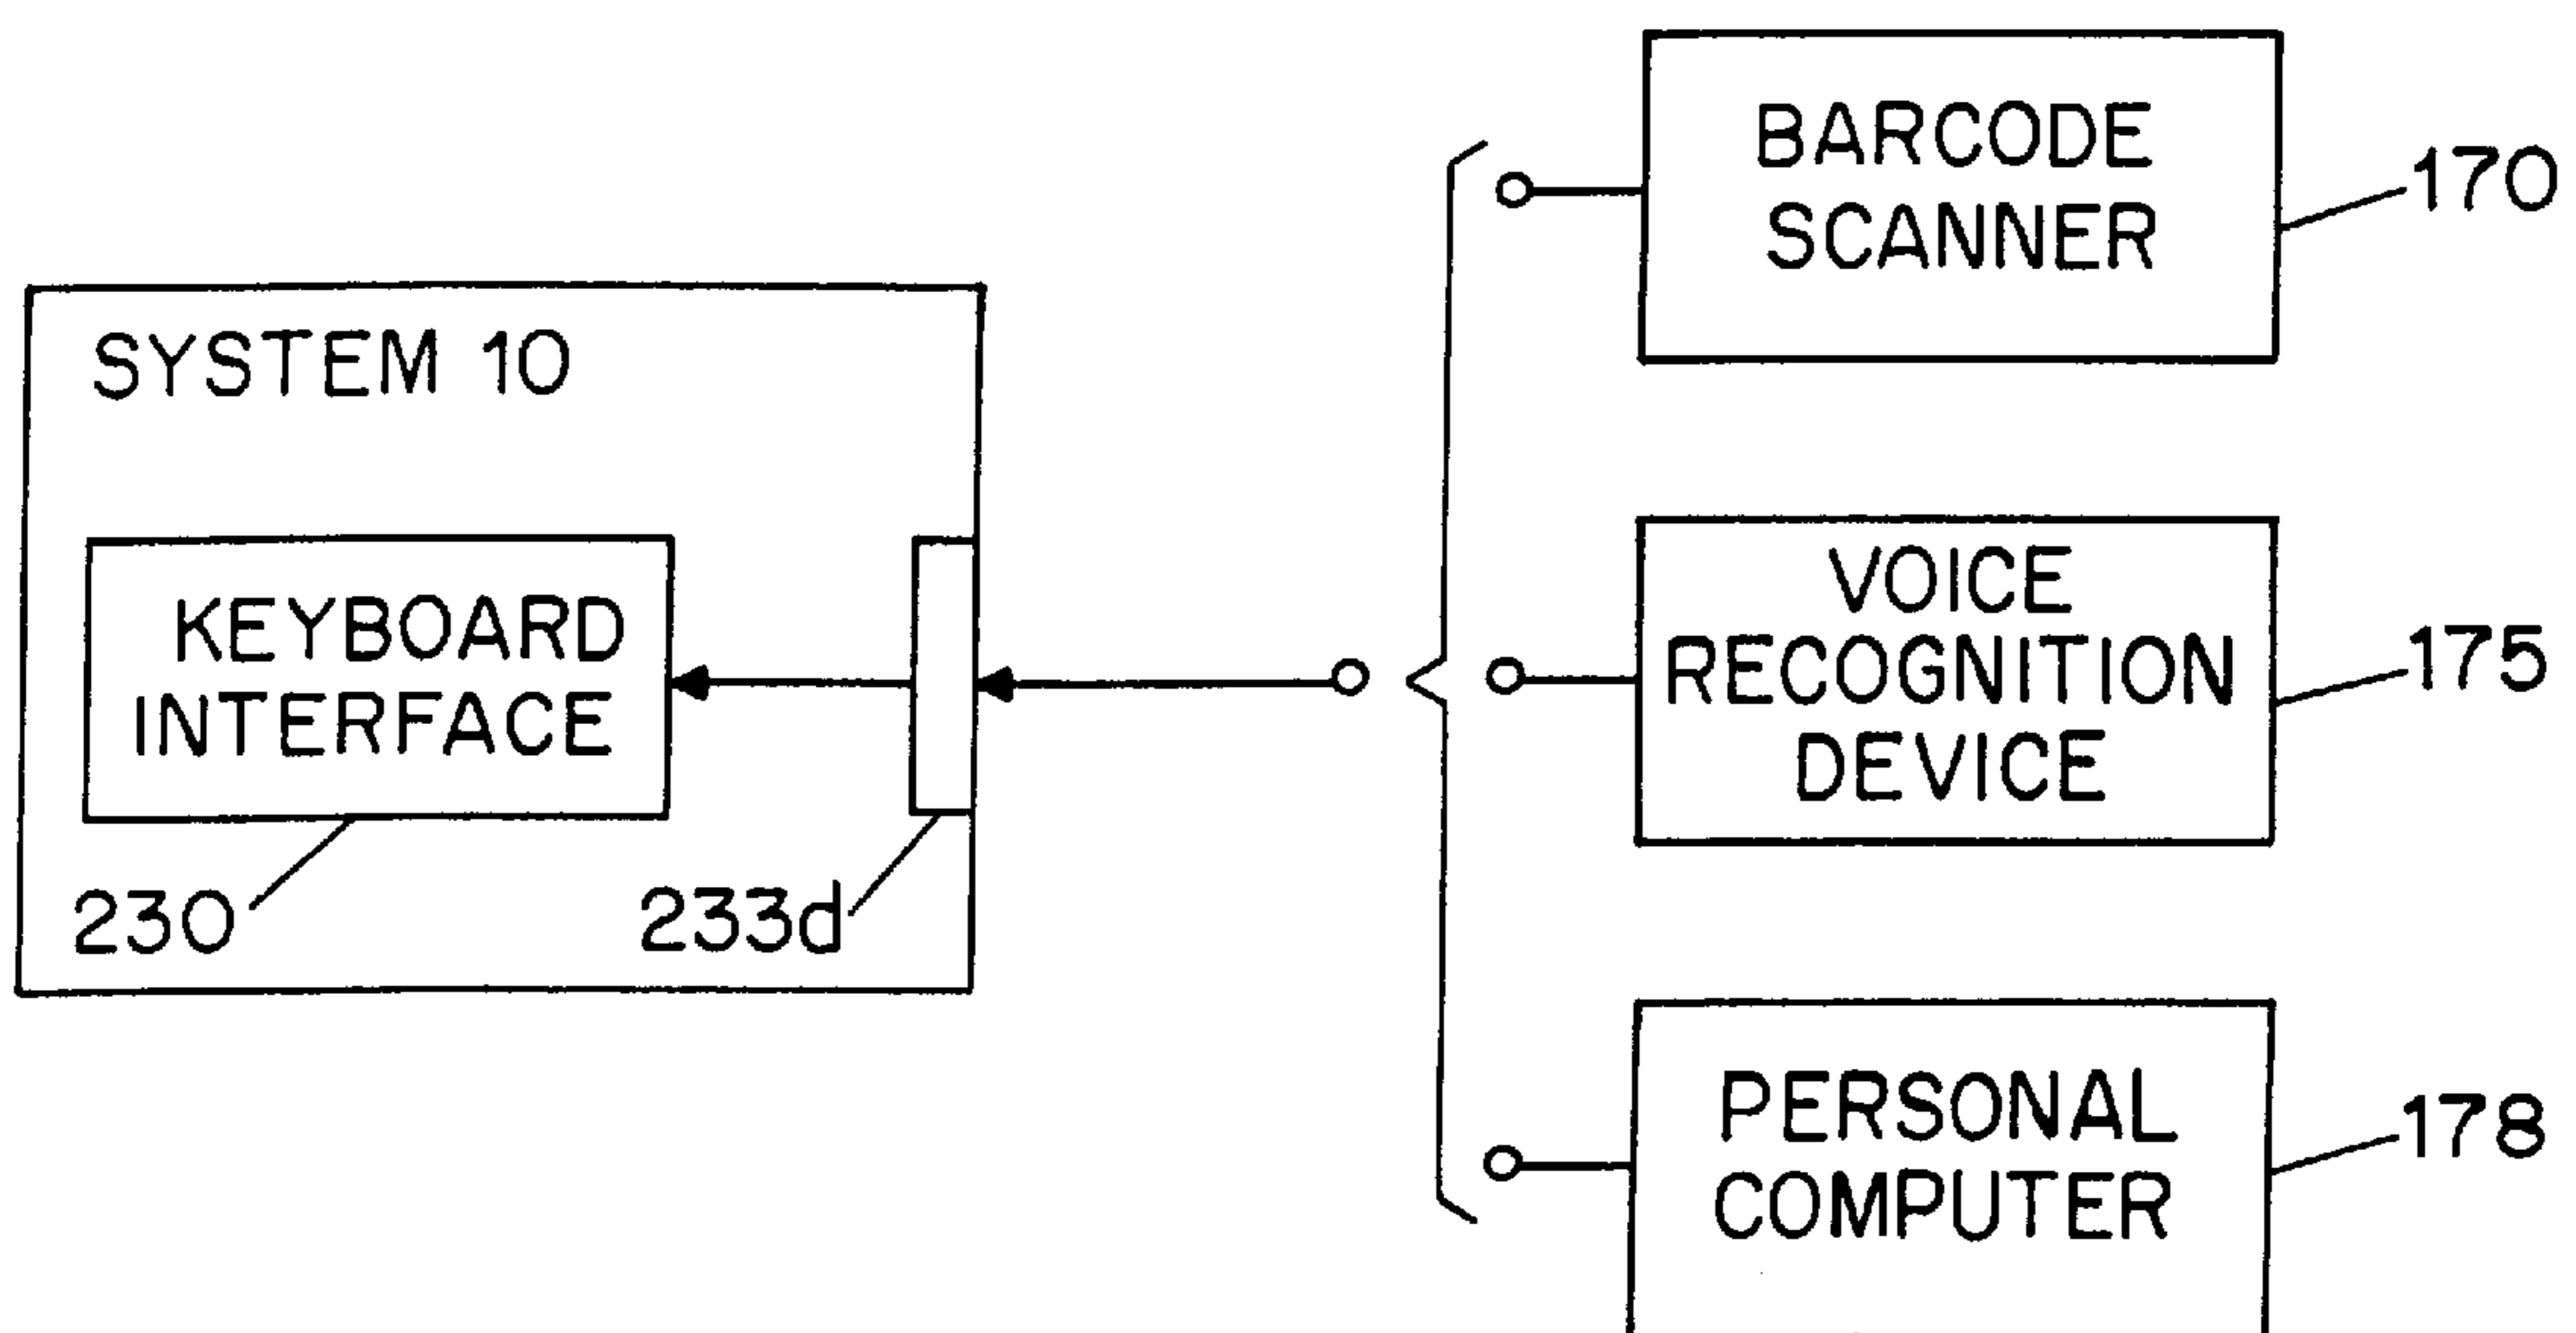 SYSTEM 10
KEYBOARD
INTERFACE
230
233d
BARCODE
SCANNER
170
VOICE
RECOGNITION
DEVICE
175
PERSONAL
COMPUTER
178